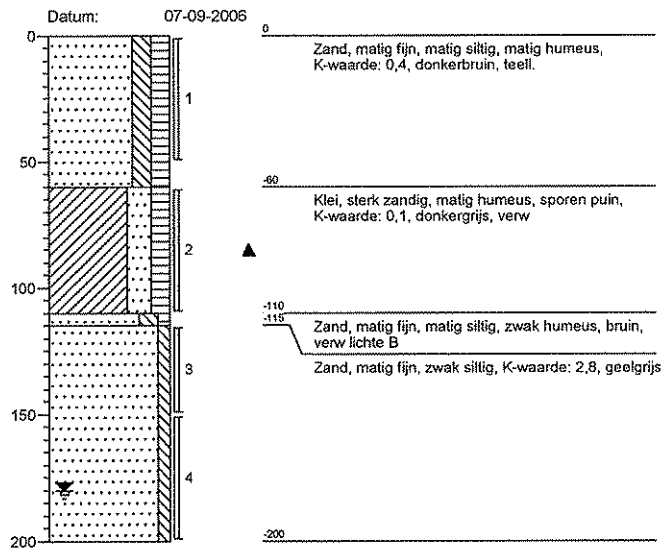 Datum: 07-09-2006
0
0
Zand, matig fijn, matig siltig, matig humeus,
K-waarde: 0,4, donkerbruin, teell.
1
50
-60
Klei, sterk zandig, matig humeus, sporen puin,
K-waarde: 0,1, donkergrijs, verw
2
100
-110
-115
Zand, matig fijn, matig siltig, zwak humeus, bruin,
verw lichte B
Zand, matig fijn, zwak siltig, K-waarde: 2,8, geelgrijs
3
150
4
200
-200